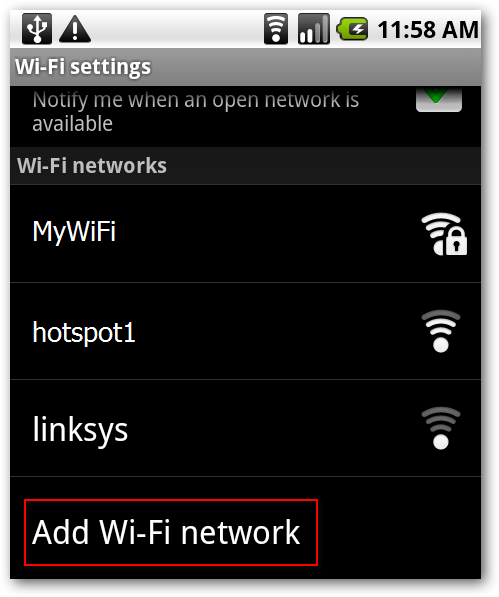 11:58 AM
Wi-Fi settings
Notify me when an open network is
available
Wi-Fi networks
MyWiFi
hotspot1
linksys
Add Wi-Fi network